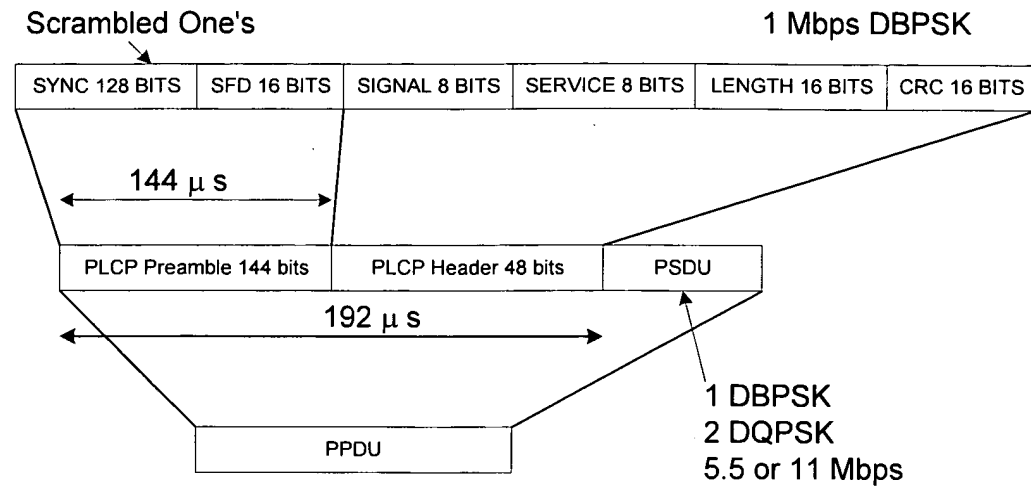 Scrambled One's
1 Mbps DBPSK
SYNC 128 BITS
SFD 16 BITS
SIGNAL 8 BITS
SERVICE 8 BITS
LENGTH 16 BITS
CRC 16 BITS
144 μ s
PLCP Preamble 144 bits
PLCP Header 48 bits
PSDU
192 μ s
1 DBPSK
2 DQPSK
5.5 or 11 Mbps
PPDU